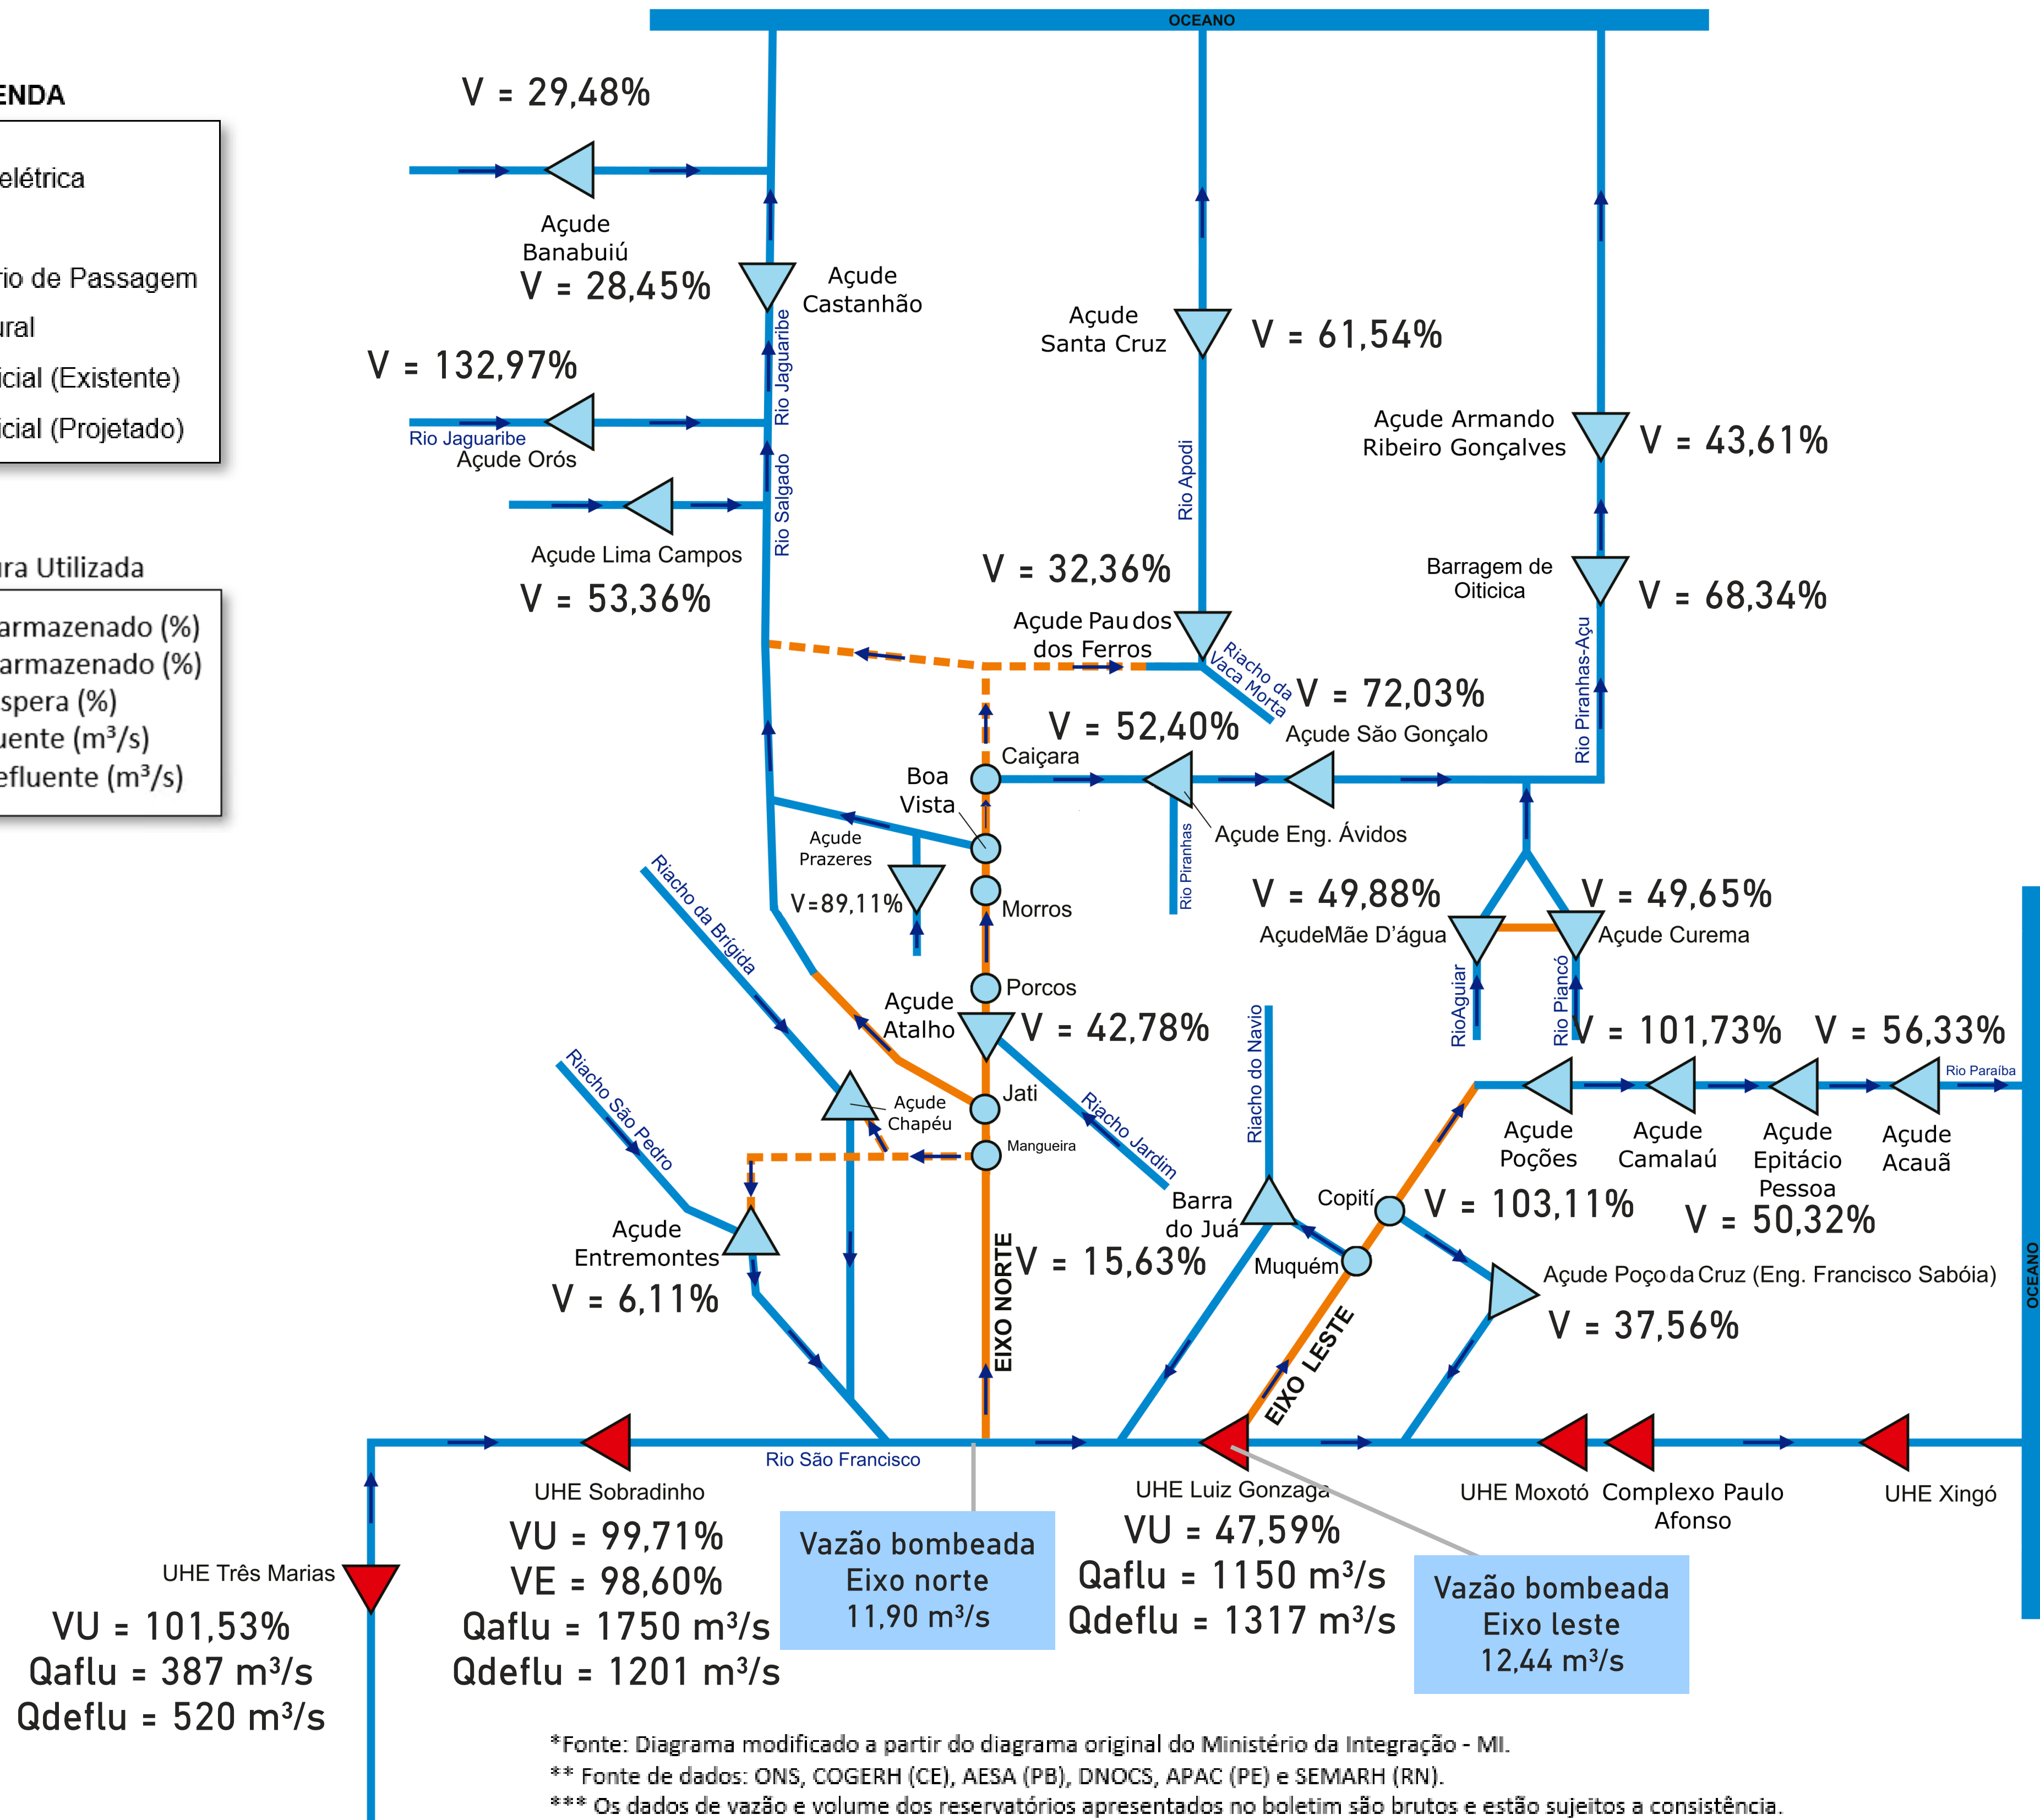 OCEANO
ENDA
elétrica
rio de Passagem
ural
icial (Existente)
icial (Projetado)
ura Utilizada
armazenado (%)
armazenado (%)
spera (%)
uente (m³/s)
efluente (m³/s)
V = 29,48%
Açude
Banabuiú
V = 28,45%
Açude
Castanhão
Rio Jaguaribe
V = 132,97%
Rio Jaguaribe
Açude Orós
Rio Salgado
Açude Lima Campos
V = 53,36%
Açude
Santa Cruz
V = 61,54%
Rio Apodi
Açude Armando
Ribeiro Gonçalves
V = 43,61%
Barragem de
Oiticica
V = 68,34%
Rio Piranhas-Açu
V = 32,36%
Açude Pau dos
dos Ferros
Riacho da
Vaca Morta
V = 72,03%
Açude São Gonçalo
V = 52,40%
Caiçara
Boa
Vista
Açude Eng. Ávidos
Rio Piranhas
Açude
Prazeres
V=89,11%
Morros
Riacho da Brígida
V = 49,88%
AçudeMãe D'água
V = 49,65%
Açude Curema
RioAguiar
Rio Piancó
Porcos
Açude
Atalho
V = 42,78%
Riacho Jardim
Jati
Mangueira
Açude
Chapéu
Riacho São Pedro
Açude
Entremontes
V = 6,11%
EIXO NORTE
Riacho do Navio
Barra
do Juá
V = 15,63%
Muquém
Copití
EIXO LESTE
V = 101,73%
V = 56,33%
Rio Paraíba
Açude
Poções
Açude
Camalaú
Açude
Epitácio
Pessoa
Açude
Acauã
V = 103,11%
V = 50,32%
Açude Poço da Cruz (Eng. Francisco Sabóia)
V = 37,56%
OCEANO
Rio São Francisco
UHE Sobradinho
VU = 99,71%
VE = 98,60%
Qaflu = 1750 m³/s
Qdeflu = 1201 m³/s
UHE Três Marias
VU = 101,53%
Qaflu = 387 m³/s
Qdeflu = 520 m³/s
Vazão bombeada
Eixo norte
11,90 m³/s
UHE Luiz Gonzaga
VU = 47,59%
Qaflu = 1150 m³/s
Qdeflu = 1317 m³/s
Vazão bombeada
Eixo leste
12,44 m³/s
UHE Moxotó
Complexo Paulo
Afonso
UHE Xingó
*Fonte: Diagrama modificado a partir do diagrama original do Ministério da Integração - MI.
** Fonte de dados: ONS, COGERH (CE), AESA (PB), DNOCS, APAC (PE) e SEMARH (RN).
*** Os dados de vazão e volume dos reservatórios apresentados no boletim são brutos e estão sujeitos a consistência.